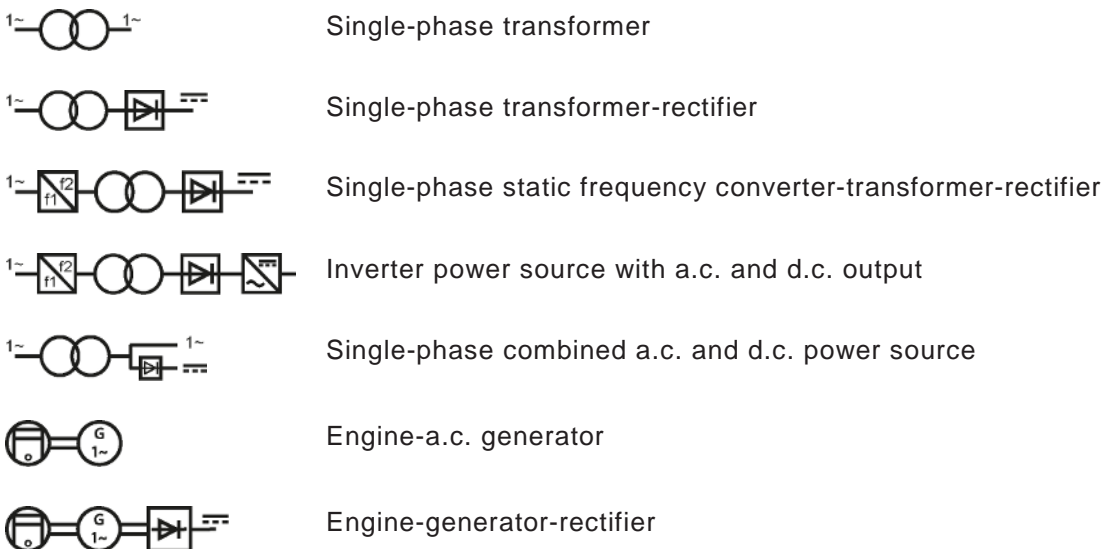 1~ 1~ Single-phase transformer
1~ Single-phase transformer-rectifier
1~ f1 f2 Single-phase static frequency converter-transformer-rectifier
1~ f1 f2 ~ Inverter power source with a.c. and d.c. output
1~ 1~ Single-phase combined a.c. and d.c. power source
G 1~ Engine-a.c. generator
G 1~ Engine-generator-rectifier